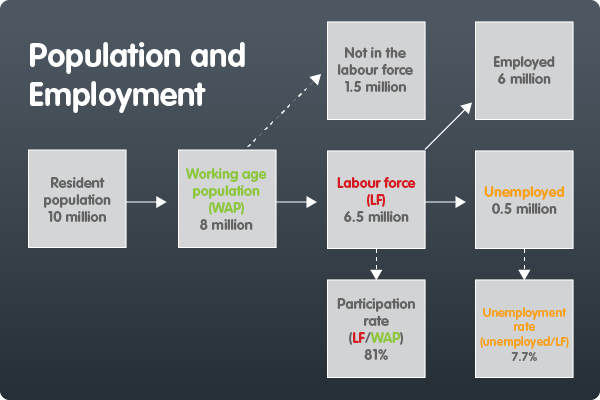 Population and
Employment
Not in the
labour force
1.5 million
Employed
6 million
Resident
population
10 million
Working age
population
(WAP)
8 million
Labour force
(LF)
6.5 million
Unemployed
0.5 million
Participation
rate
(LF/WAP)
81%
Unemployment
rate
(unemployed/LF)
7.7%